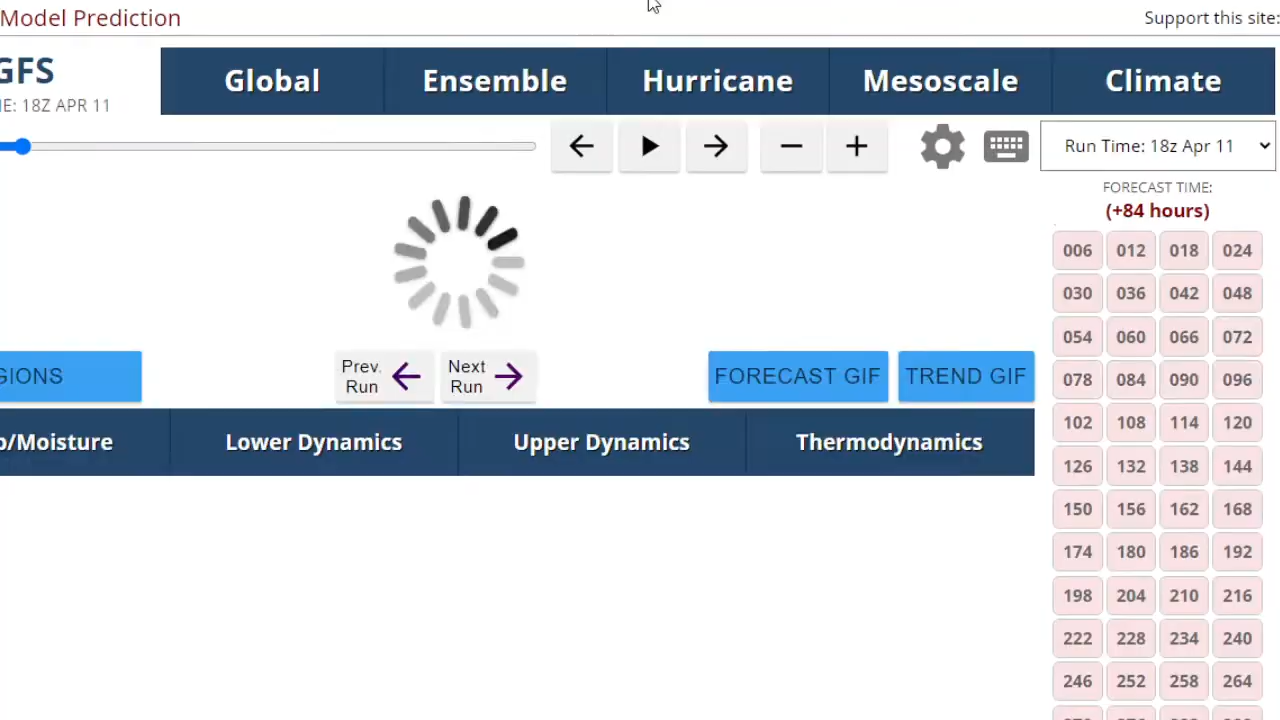 Model Prediction
Support this site:
GFS
E: 18Z APR 11
Global
Ensemble
Hurricane
Mesoscale
Climate
Run Time: 18z Apr 11
FORECAST TIME:
(+84 hours)
006 012 018 024
030 036 042 048
054 060 066 072
078 084 090 096
102 108 114 120
126 132 138 144
150 156 162 168
174 180 186 192
198 204 210 216
222 228 234 240
246 252 258 264
GIONS
Prev.
Run
Next
Run
FORECAST GIF
TREND GIF
p/Moisture
Lower Dynamics
Upper Dynamics
Thermodynamics